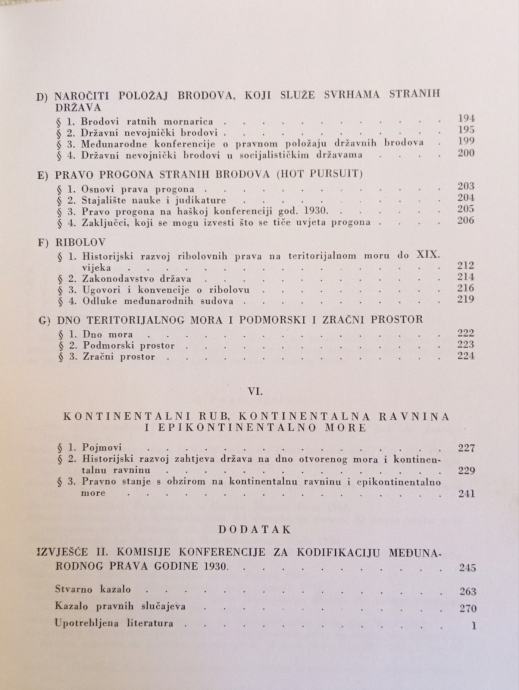 D) NAROČITI POLOŽAJ BRODOVA, KOJI SLUŽE SVRHAMA STRANIH
DRŽAVA
§ 1. Brodovi ratnih mornarica . . . . . . . . . . . 194
§ 2. Državni nevojnički brodovi . . . . . . . . . . . 195
§ 3. Međunarodne konferencije o pravnom položaju državnih brodova . 199
§ 4. Državni nevojnički brodovi u socijalističkim državama . . . . 200
E) PRAVO PROGONA STRANIH BRODOVA (HOT PURSUIT)
§ 1. Osnovi prava progona . . . . . . . . . . . . 203
§ 2. Stajalište nauke i judikature . . . . . . . . . . . 204
§ 3. Pravo progona na haškoj konferenciji god. 1930. . . . . . . 205
§ 4. Zaključci, koji se mogu izvesti što se tiče uvjeta progona . . . . 206
F) RIBOLOV
§ 1. Historijski razvoj ribolovnih prava na teritorijalnom moru do XIX.
vijeka . . . . . . . . . . . . . . . . 212
§ 2. Zakonodavstvo država . . . . . . . . . . . . 214
§ 3. Ugovori i konvencije o ribolovu . . . . . . . . . . 216
§ 4. Odluke međunarodnih sudova . . . . . . . . . . 219
G) DNO TERITORIJALNOG MORA I PODMORSKI I ZRAČNI PROSTOR
§ 1. Dno mora . . . . . . . . . . . . . . . 222
§ 2. Podmorski prostor . . . . . . . . . . . . . 223
§ 3. Zračni prostor . . . . . . . . . . . . . . 224
VI.
KONTINENTALNI RUB, KONTINENTALNA RAVNINA
I EPIKONTINENTALNO MORE
§ 1. Pojmovi . . . . . . . . . . . . . . . 227
§ 2. Historijski razvoj zahtjeva država na dno otvorenog mora i kontinen-
talnu ravninu . . . . . . . . . . . . . . 229
§ 3. Pravno stanje s obzirom na kontinentalnu ravninu i epikontinentalno
more . . . . . . . . . . . . . . . . 241
DODATAK
IZVJEŠĆE II. KOMISIJE KONFERENCIJE ZA KODIFIKACIJU MEĐUNA-
RODNOG PRAVA GODINE 1930. . . . . . . . . . . 245
Stvarno kazalo . . . . . . . . . . . . . . 263
Kazalo pravnih slučajeva . . . . . . . . . . . . 270
Upotrebljena literatura . . . . . . . . . . . . . 1